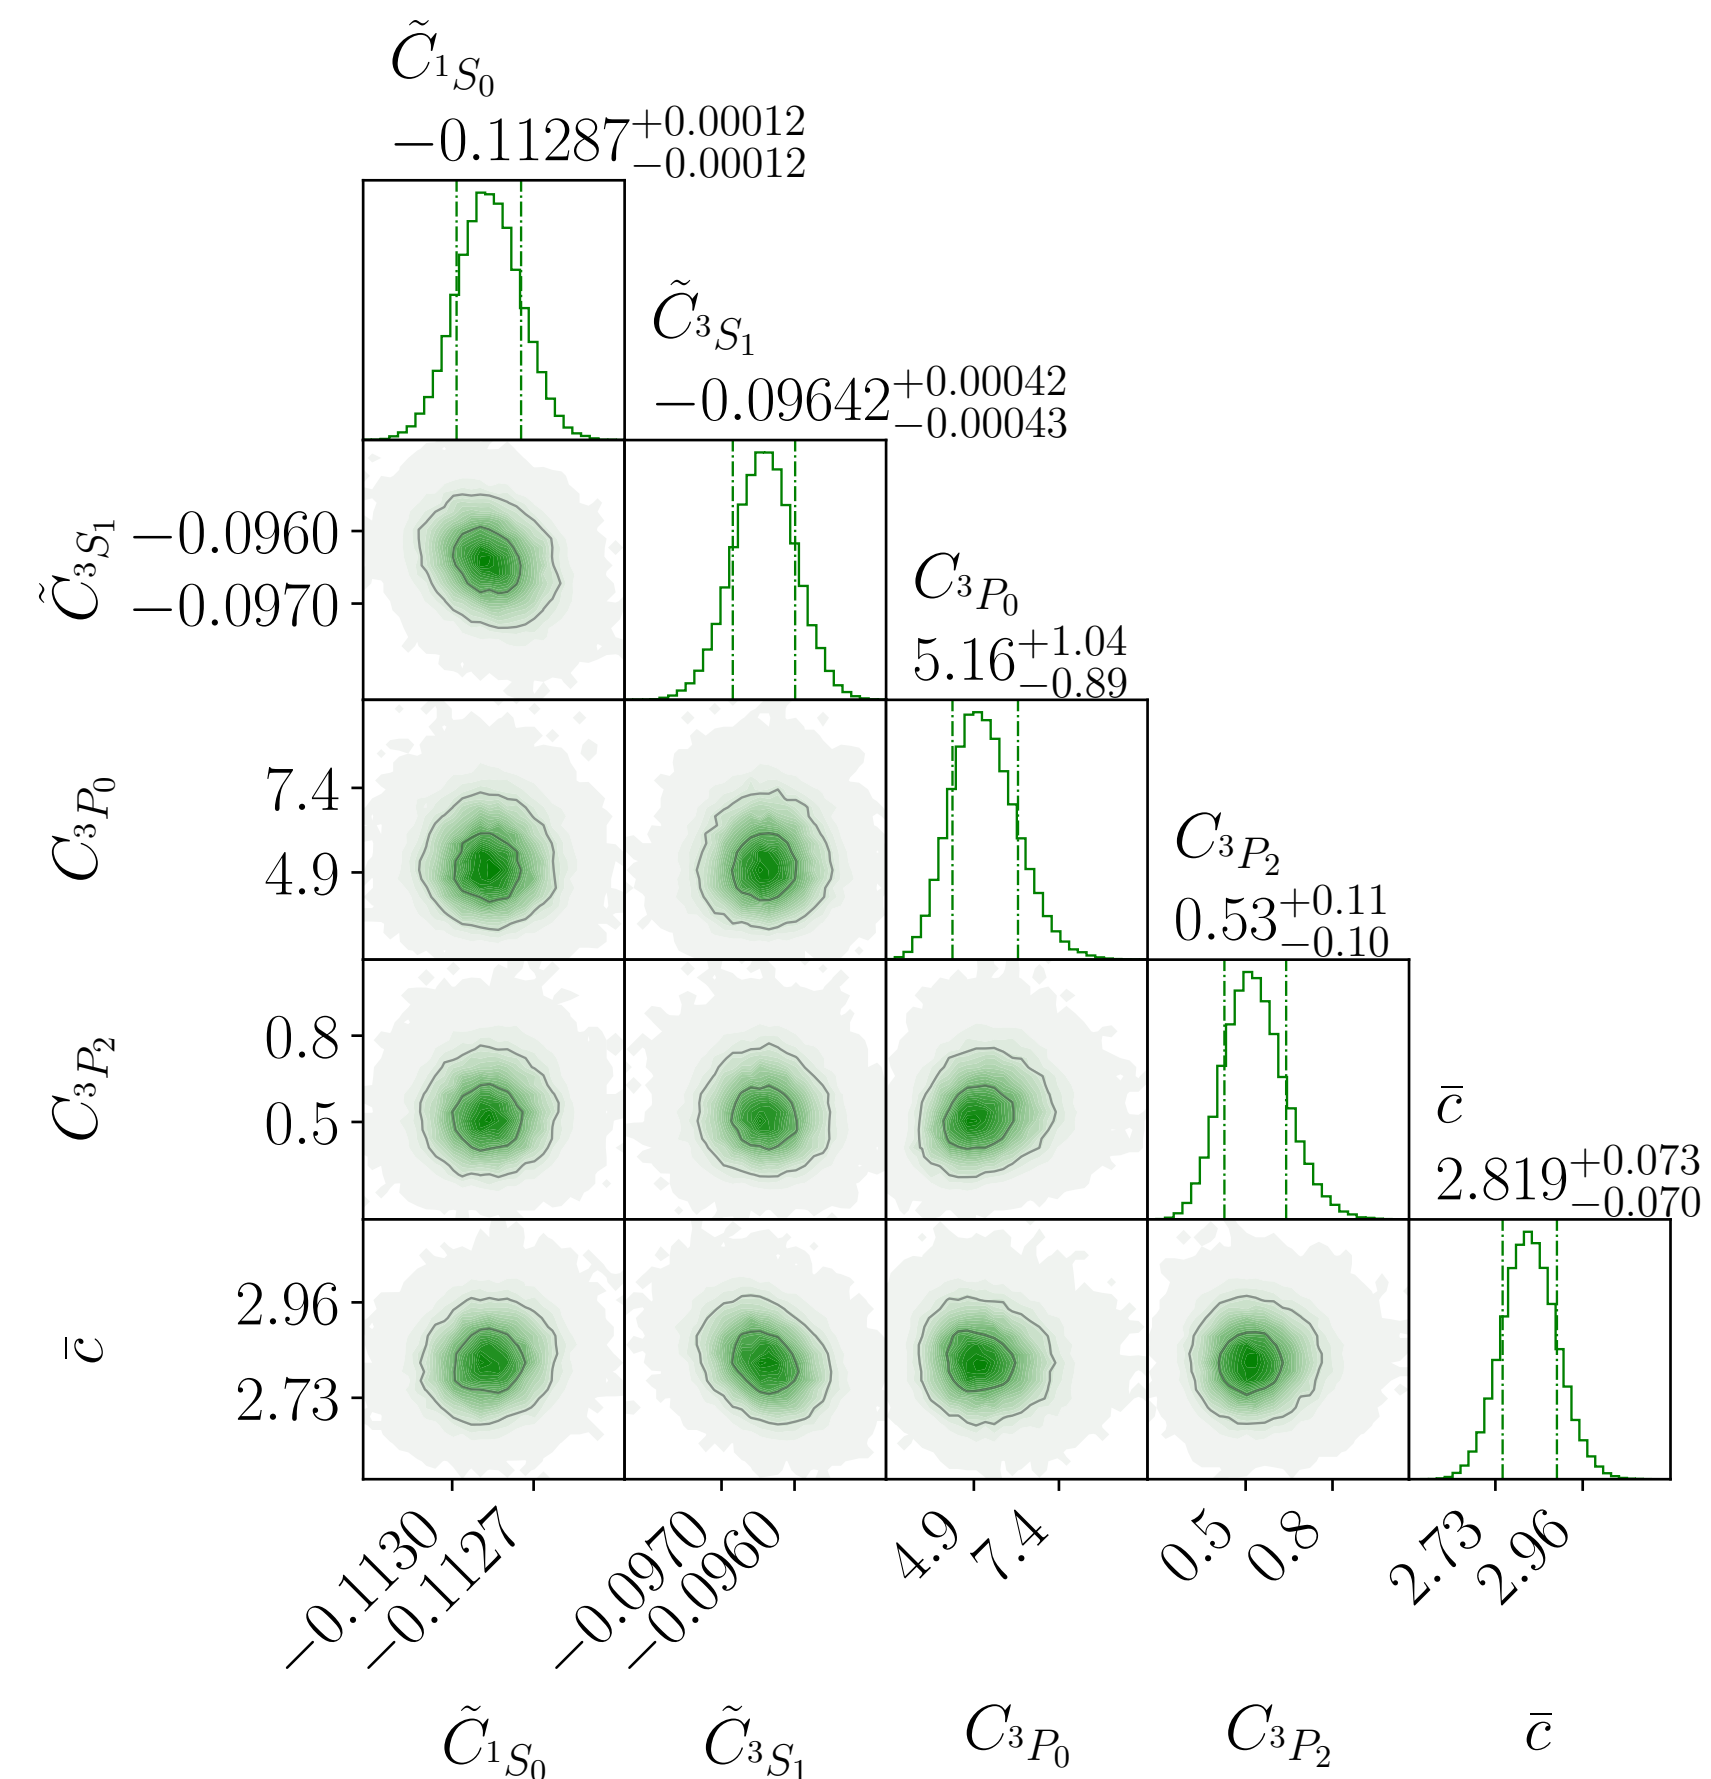 C̃₁S₀
−0.11287+0.00012−0.00012
C̃³S₁
−0.09642+0.00042−0.00043
C³P₀
5.16+1.04−0.89
C³P₂
0.53+0.11−0.10
c̄
2.819+0.073−0.070
C̃³S₁
−0.0960
−0.0970
C³P₀
7.4
4.9
C³P₂
0.8
0.5
c̄
2.96
2.73
−0.1130
−0.1127
−0.0970
−0.0960
4.9
7.4
0.5
0.8
2.73
2.96
C̃¹S₀
C̃³S₁
C³P₀
C³P₂
c̄